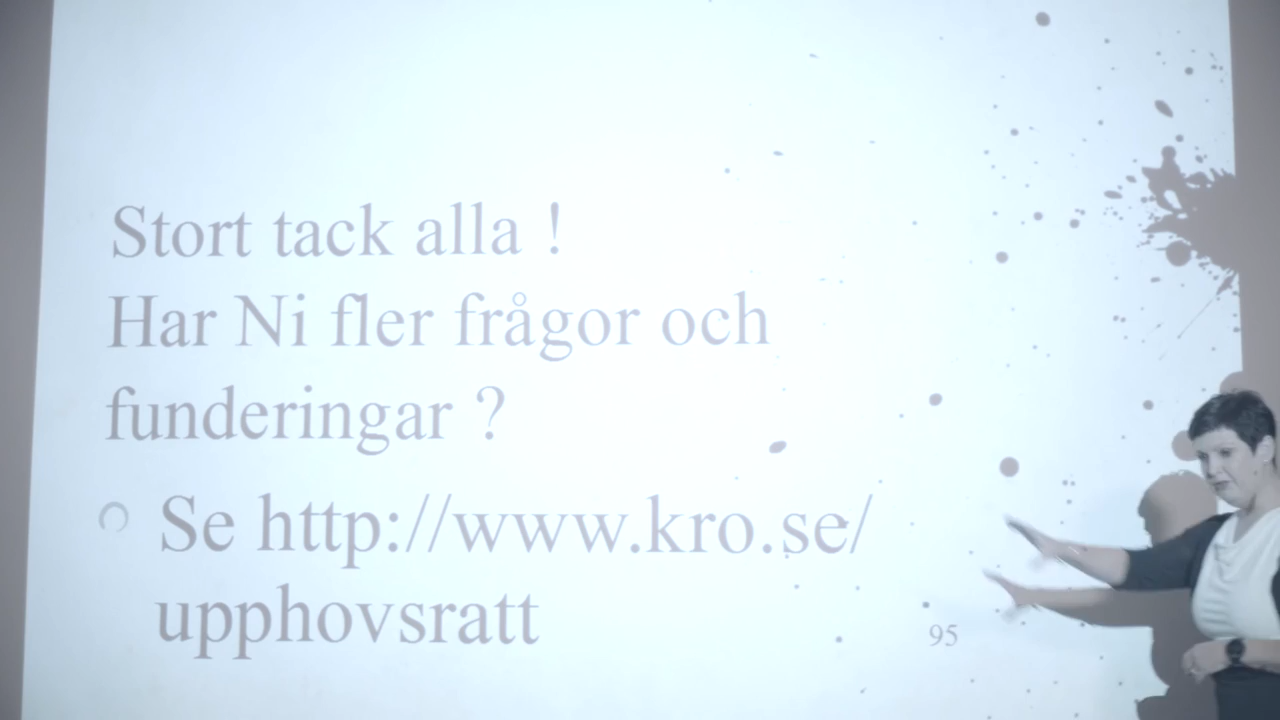 Stort tack alla !
Har Ni fler frågor och
funderingar ?
Se http://www.kro.se/
upphovsratt
95